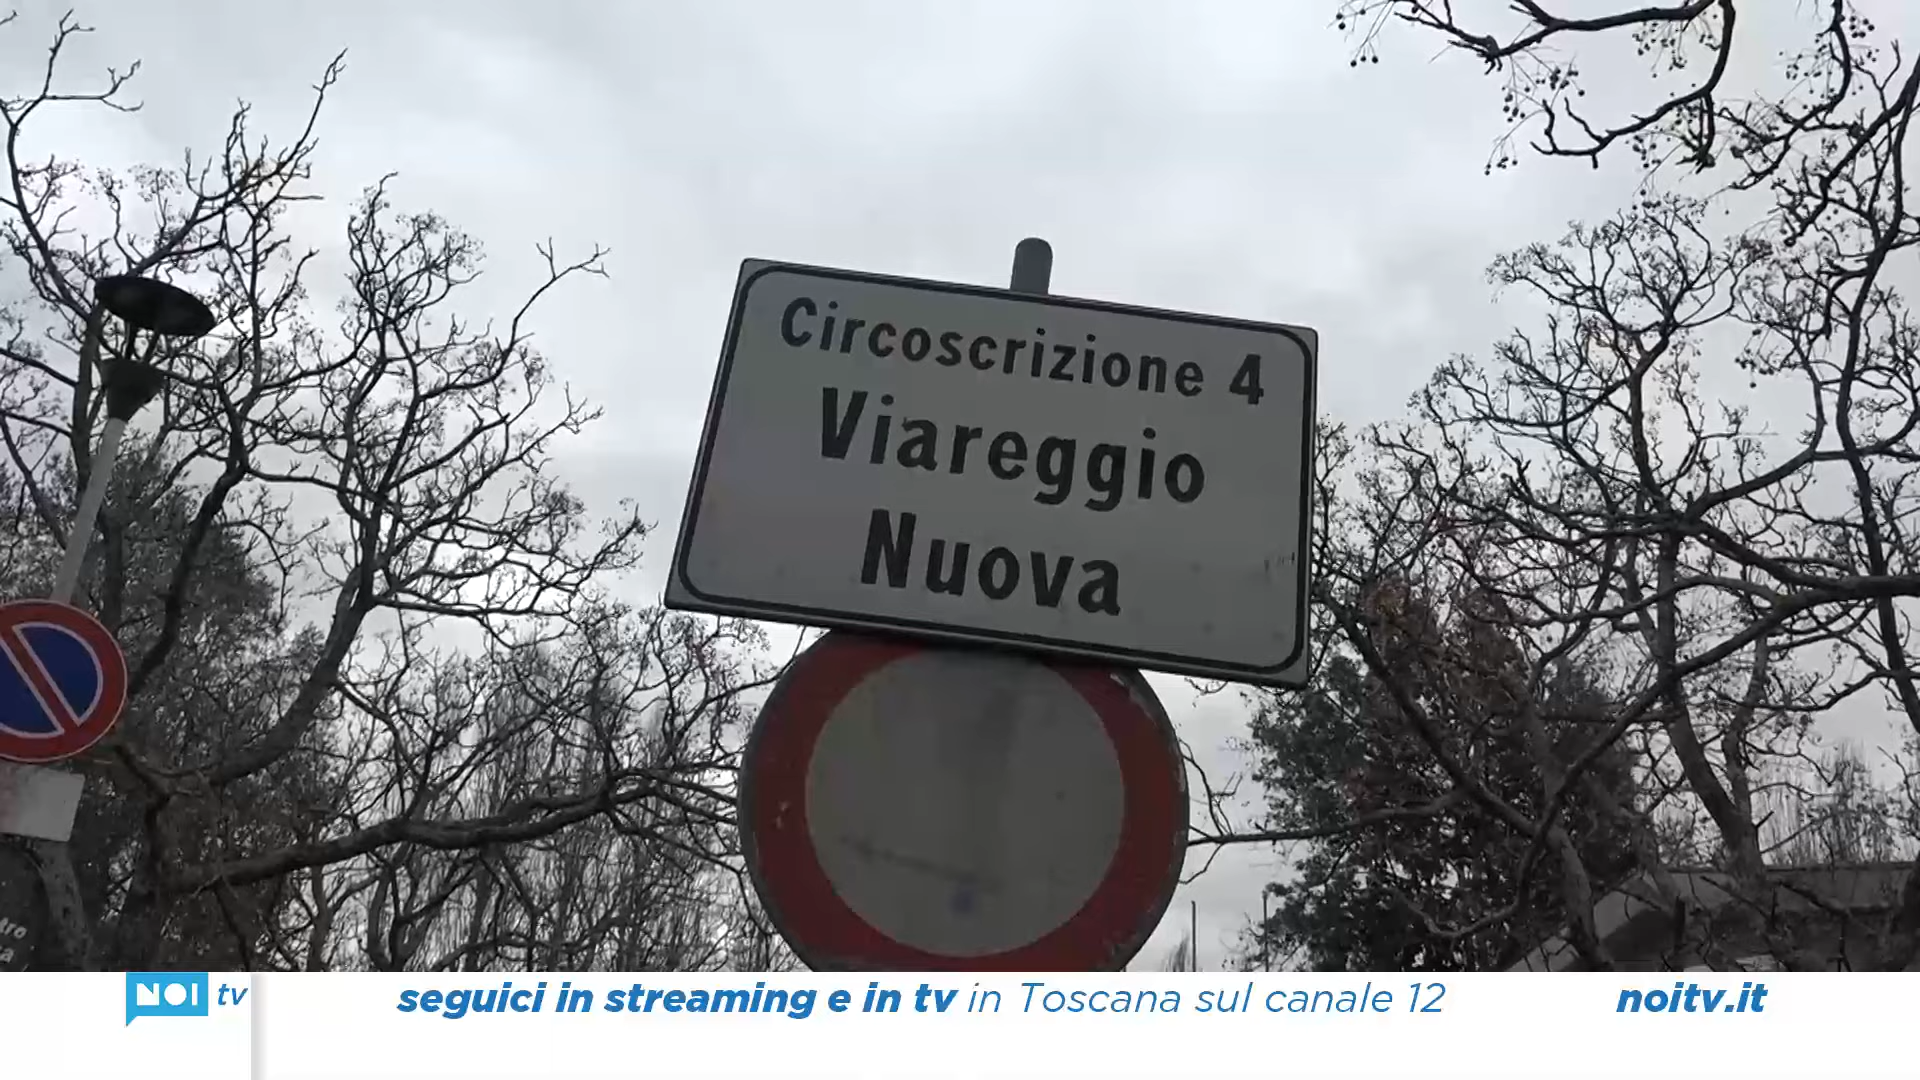 Circoscrizione 4
Viareggio
Nuova
NOI tv
seguici in streaming e in tv in Toscana sul canale 12
noitv.it